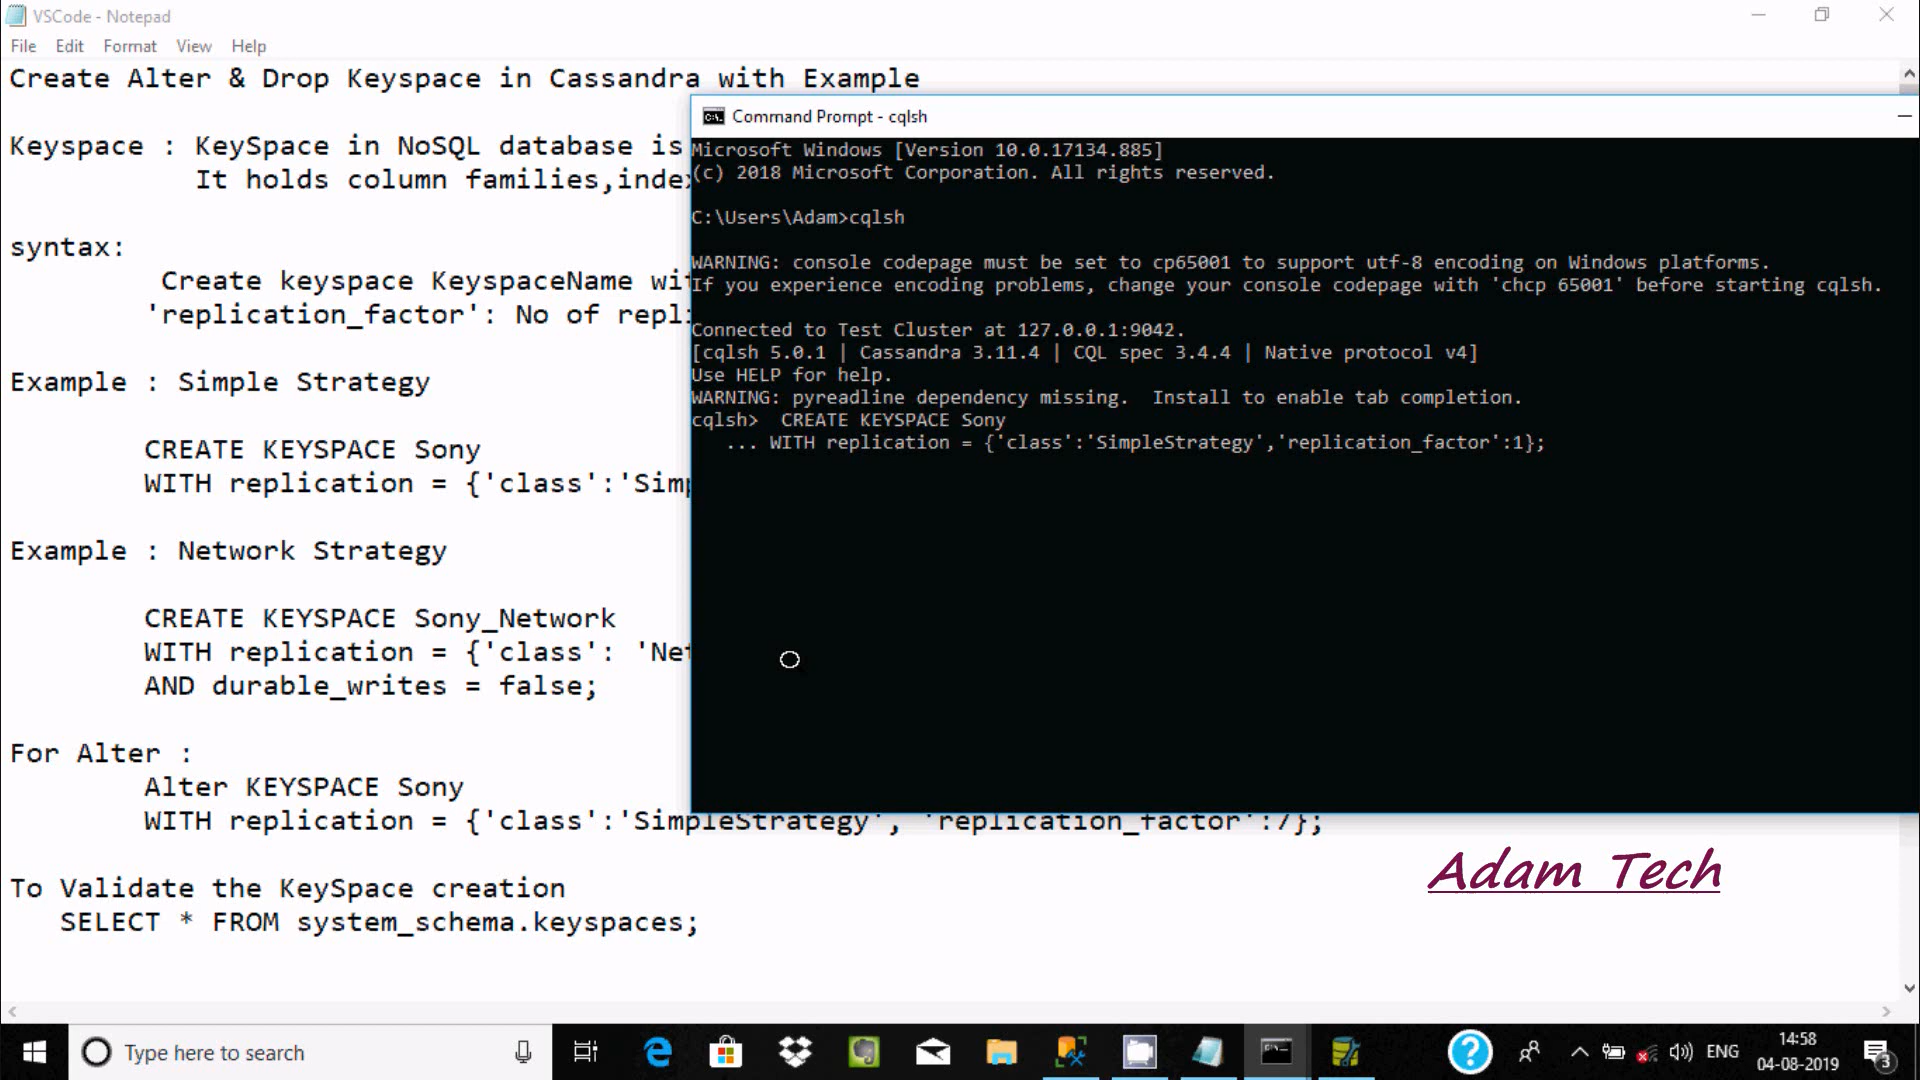 VSCode - Notepad
File Edit Format View Help
Create Alter & Drop Keyspace in Cassandra with Example
Keyspace : KeySpace in NoSQL database is
It holds column families,index
syntax:
Create keyspace KeyspaceName wit
'replication_factor': No of repl
Example : Simple Strategy
CREATE KEYSPACE Sony
WITH replication = {'class':'Simp
Example : Network Strategy
CREATE KEYSPACE Sony_Network
WITH replication = {'class': 'Net
AND durable_writes = false;
For Alter :
Alter KEYSPACE Sony
WITH replication = {'class':'SimpleStrategy', 'replication_factor':7};
To Validate the KeySpace creation
SELECT * FROM system_schema.keyspaces;
Command Prompt - cqlsh
Microsoft Windows [Version 10.0.17134.885]
(c) 2018 Microsoft Corporation. All rights reserved.
C:\Users\Adam>cqlsh
WARNING: console codepage must be set to cp65001 to support utf-8 encoding on Windows platforms.
If you experience encoding problems, change your console codepage with 'chcp 65001' before starting cqlsh.
Connected to Test Cluster at 127.0.0.1:9042.
[cqlsh 5.0.1 | Cassandra 3.11.4 | CQL spec 3.4.4 | Native protocol v4]
Use HELP for help.
WARNING: pyreadline dependency missing.  Install to enable tab completion.
cqlsh>  CREATE KEYSPACE Sony
... WITH replication = {'class':'SimpleStrategy','replication_factor':1};
Adam Tech
Type here to search
ENG
14:58
04-08-2019
3